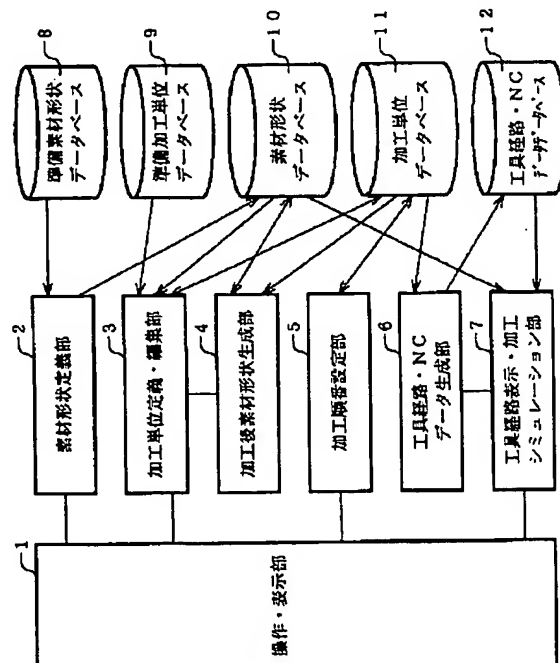 1
操作・表示部
2
素材形状定義部
3
加工単位定義・編集部
4
加工後素材形状生成部
5
加工順番設定部
6
工具経路・NC
データ生成部
7
工具経路表示・加工
シミュレーション部
8
準備素材形状
データベース
9
準備加工単位
データベース
10
素材形状
データベース
11
加工単位
データベース
12
工具経路・NC
データデータベース